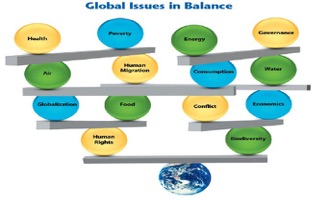 Global Issues in Balance
Health
Poverty
Energy
Governance
Air
Human
Migration
Consumption
Water
Globalization
Food
Conflict
Economics
Human
Rights
Biodiversity